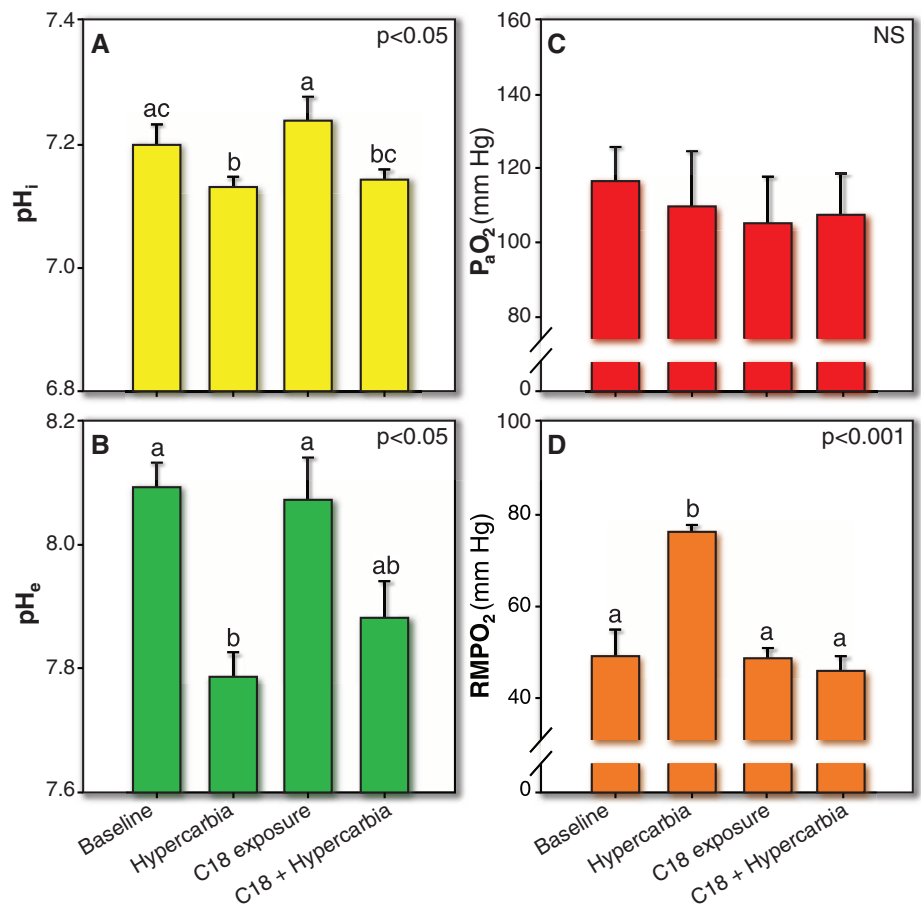 A
p<0.05
7.4
7.2
7.0
6.8
pHi
ac
b
a
bc
C
NS
160
140
120
100
80
0
PaO2 (mm Hg)
B
p<0.05
8.2
8.0
7.8
7.6
pHe
a
b
a
ab
Baseline
Hypercarbia
C18 exposure
C18 + Hypercarbia
D
p<0.001
100
80
60
40
0
RMPO2 (mm Hg)
a
b
a
a
Baseline
Hypercarbia
C18 exposure
C18 + Hypercarbia